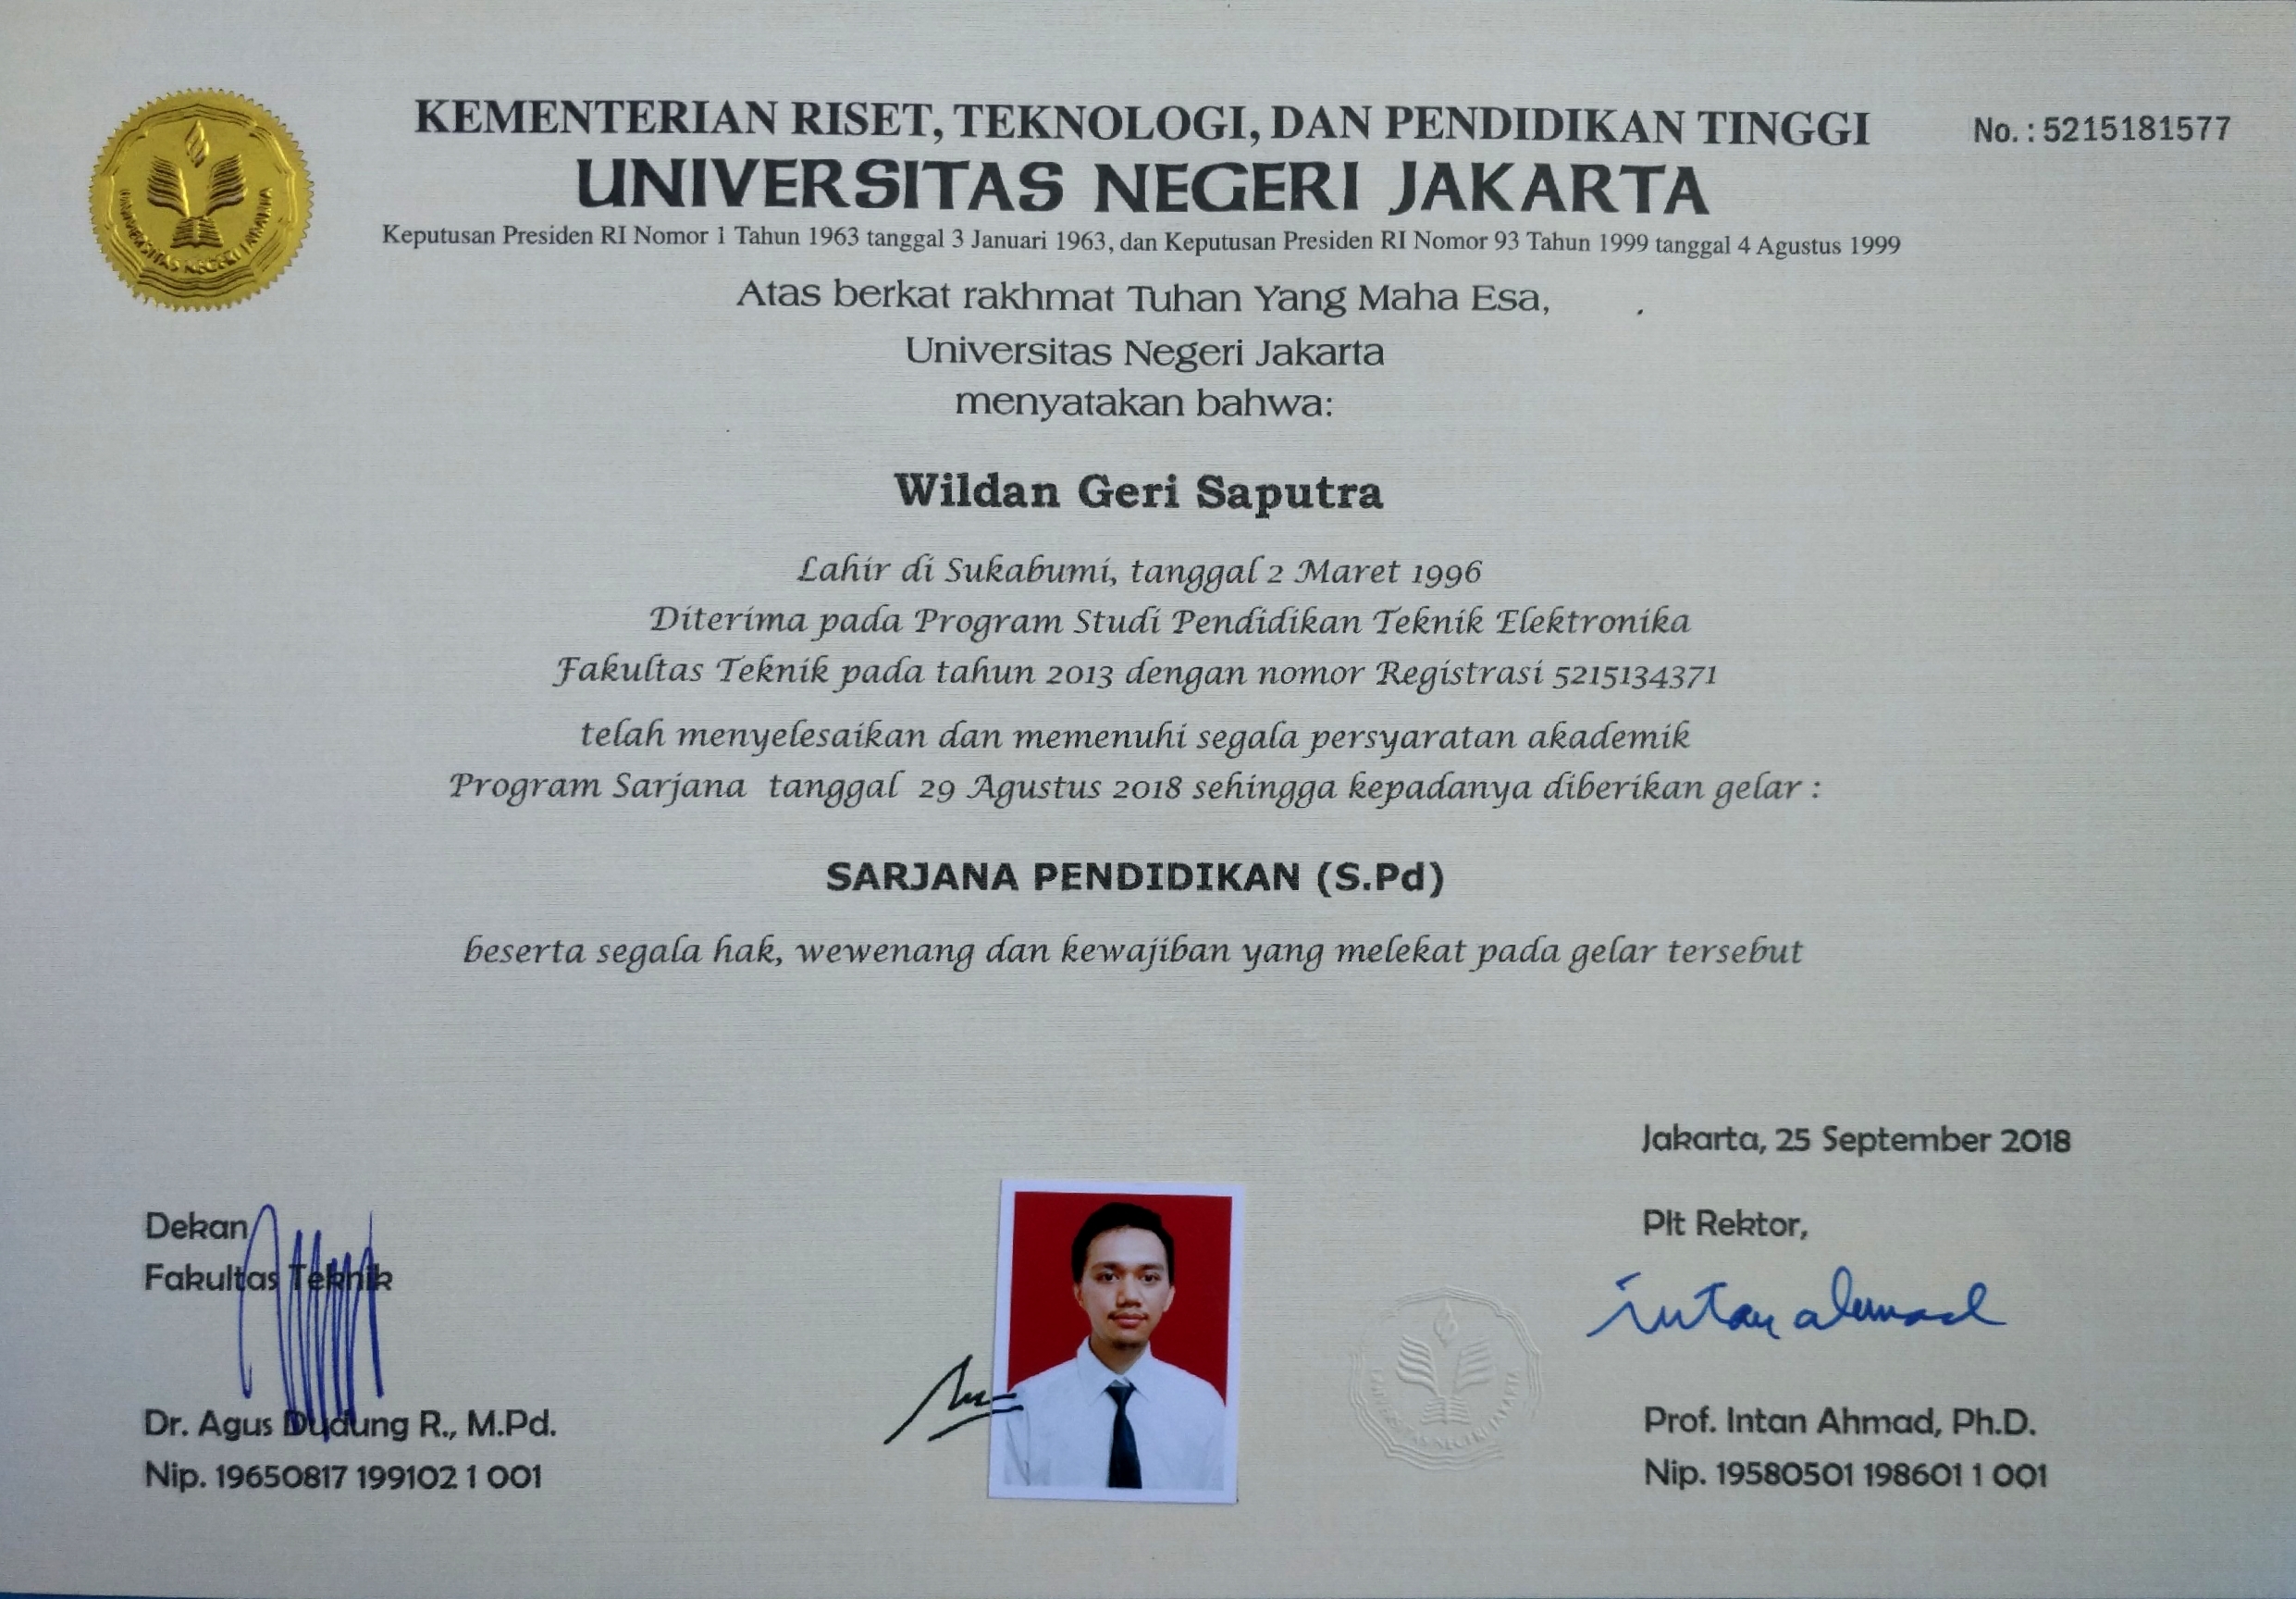 KEMENTERIAN RISET, TEKNOLOGI, DAN PENDIDIKAN TINGGI
No. : 5215181577
UNIVERSITAS NEGERI JAKARTA
Keputusan Presiden RI Nomor 1 Tahun 1963 tanggal 3 Januari 1963, dan Keputusan Presiden RI Nomor 93 Tahun 1999 tanggal 4 Agustus 1999
UNIVERSITAS NEGERI JAKARTA
Atas berkat rakhmat Tuhan Yang Maha Esa,
Universitas Negeri Jakarta
menyatakan bahwa:
Wildan Geri Saputra
Lahir di Sukabumi, tanggal 2 Maret 1996
Diterima pada Program Studi Pendidikan Teknik Elektronika
Fakultas Teknik pada tahun 2013 dengan nomor Registrasi 5215134371
telah menyelesaikan dan memenuhi segala persyaratan akademik
Program Sarjana tanggal 29 Agustus 2018 sehingga kepadanya diberikan gelar :
SARJANA PENDIDIKAN (S.Pd)
beserta segala hak, wewenang dan kewajiban yang melekat pada gelar tersebut
Jakarta, 25 September 2018
Dekan
Fakultas Teknik
Dr. Agus Dudung R., M.Pd.
Nip. 19650817 199102 1 001
UNIVERSITAS NEGERI JAKARTA
Plt Rektor,
intan ahmad
Prof. Intan Ahmad, Ph.D.
Nip. 19580501 198601 1 001